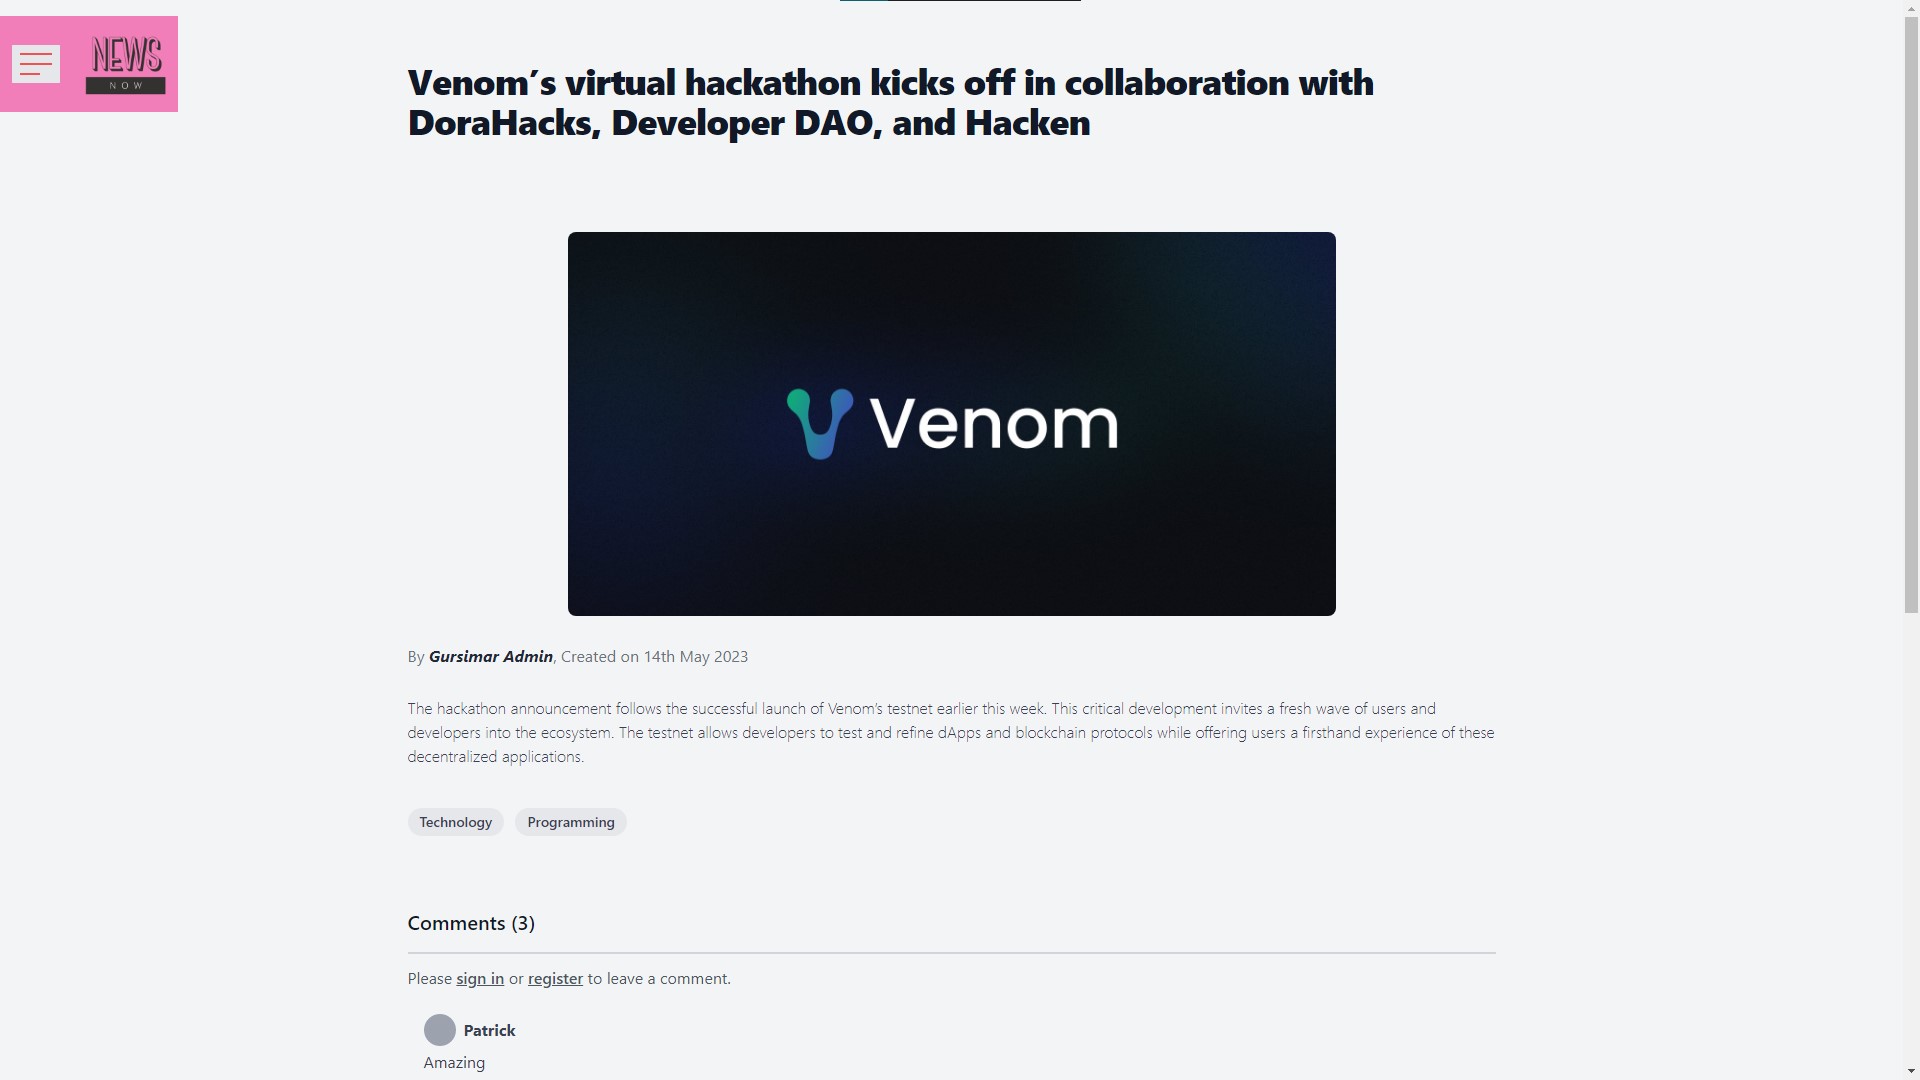 NEWS
NOW
Venom’s virtual hackathon kicks off in collaboration with
DoraHacks, Developer DAO, and Hacken
Venom
By Gursimar Admin, Created on 14th May 2023
The hackathon announcement follows the successful launch of Venom’s testnet earlier this week. This critical development invites a fresh wave of users and
developers into the ecosystem. The testnet allows developers to test and refine dApps and blockchain protocols while offering users a firsthand experience of these
decentralized applications.
Technology Programming
Comments (3)
Please sign in or register to leave a comment.
Patrick
Amazing